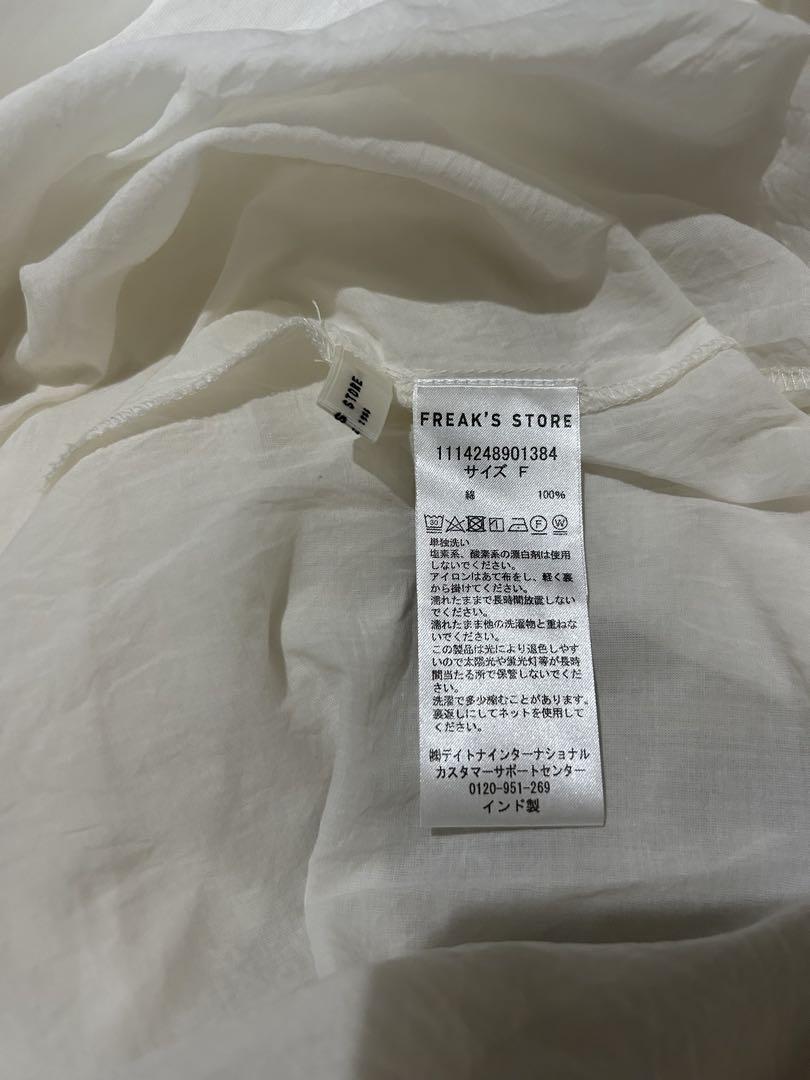 S STORE
FREAK'S STORE
1114248901384
サイズ F
綿 100%
30 F W
単独洗い
塩素系、酸素系の漂白剤は使用
しないでください。
アイロンはあて布をし、軽く裏
から掛けてください。
濡れたままで長時間放置しない
でください。
濡れたまま他の洗濯物と重ねな
いでください。
この製品は光により退色しやす
いので太陽光や蛍光灯等が長時
間当たる所で保管しないでくだ
さい。
洗濯で多少縮むことがあります。
裏返しにしてネットを使用して
ください。
㈱デイトナインターナショナル
カスタマーサポートセンター
0120-951-269
インド製